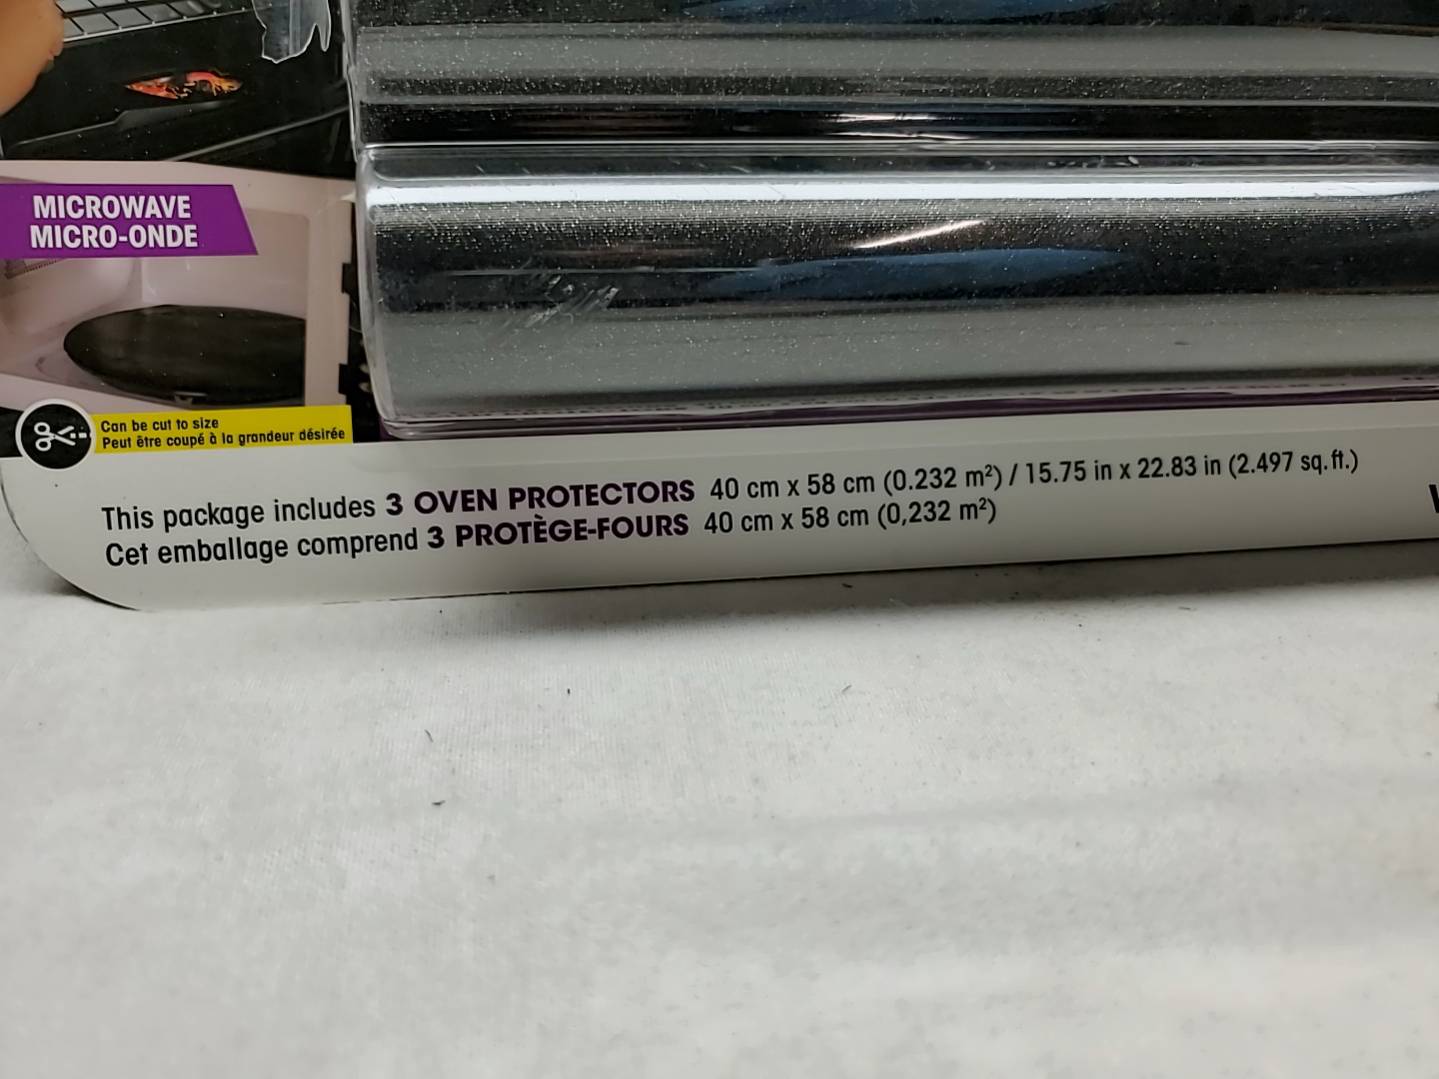 MICROWAVE
MICRO-ONDE
Can be cut to size
Peut être coupé à la grandeur désirée
This package includes 3 OVEN PROTECTORS 40 cm x 58 cm (0.232 m²) / 15.75 in x 22.83 in (2.497 sq. ft.)
Cet emballage comprend 3 PROTÈGE-FOURS 40 cm x 58 cm (0,232 m²)